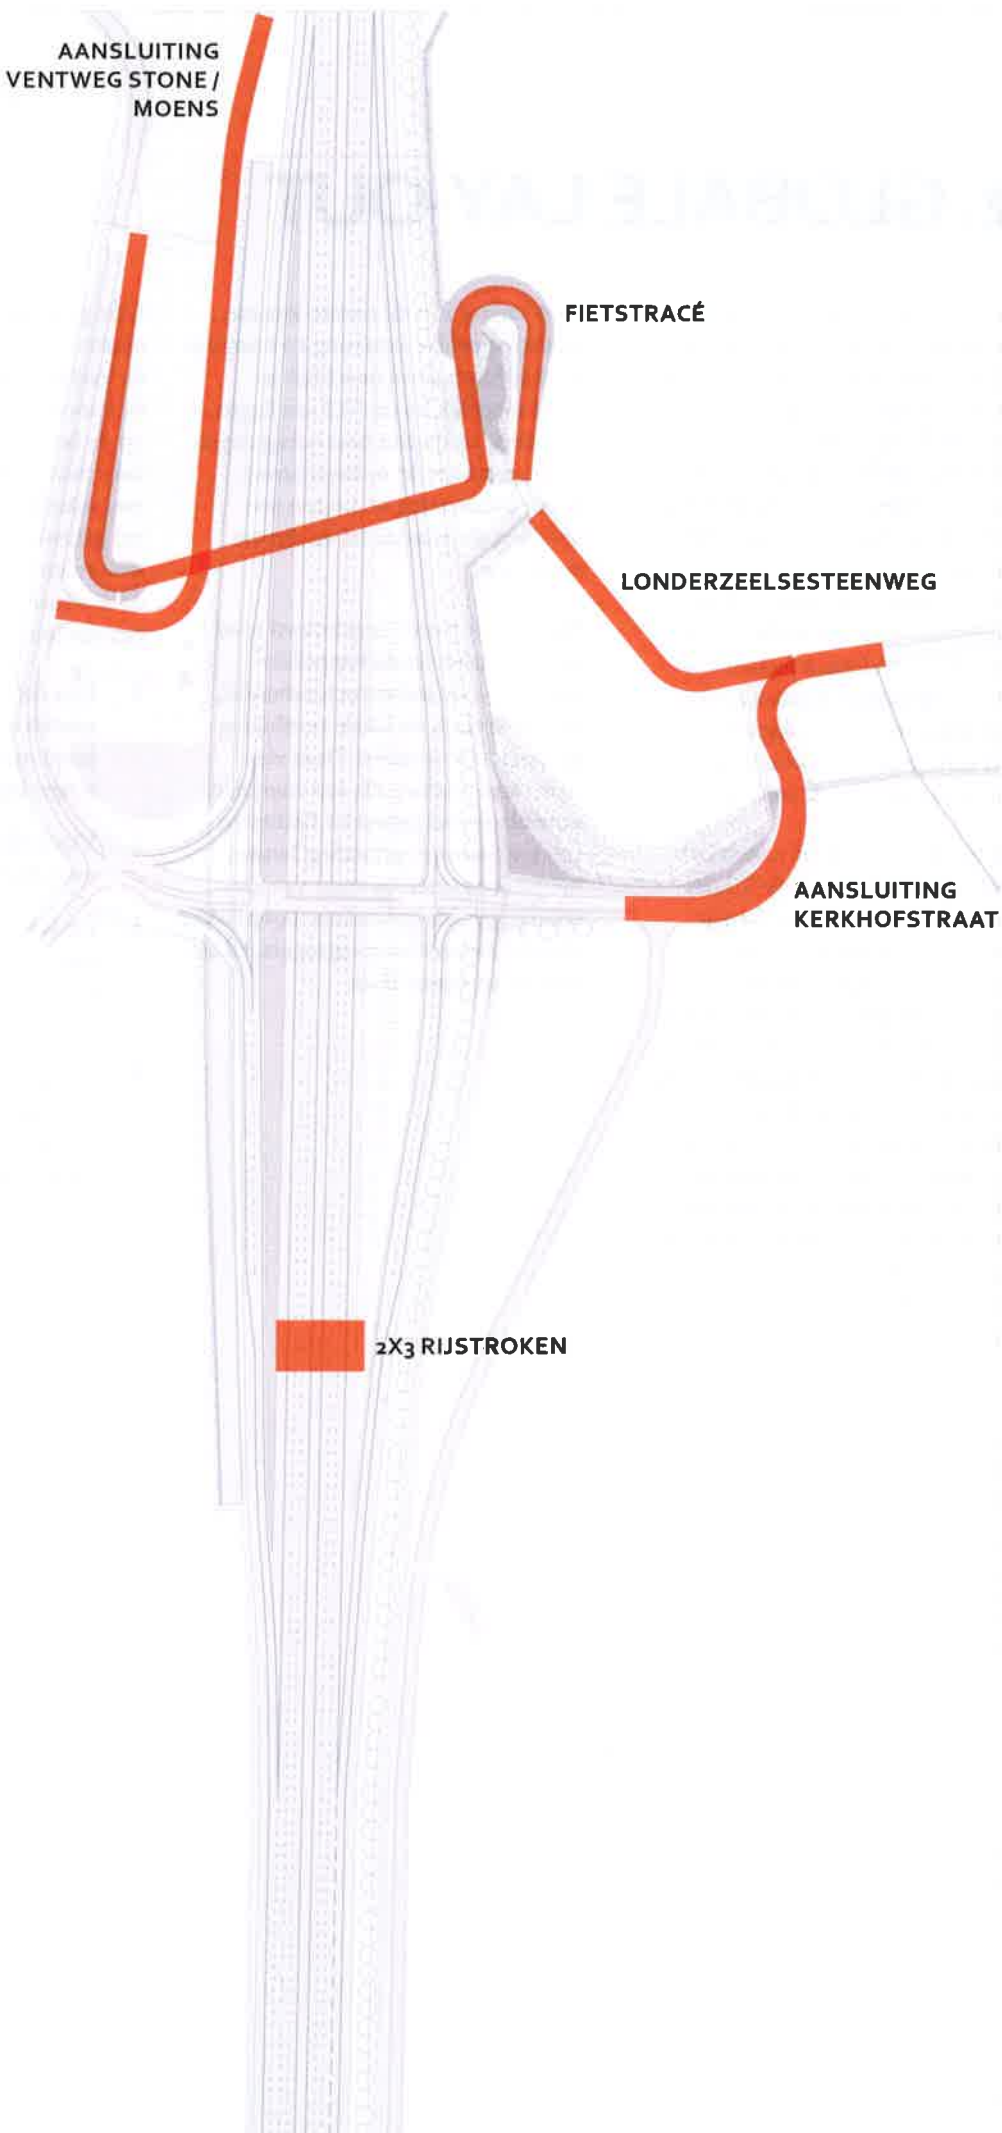 AANSLUITING
VENTWEG STONE /
MOENS
FIETSTRACÉ
LONDERZEELSESTEENWEG
AANSLUITING
KERKHOFSTRAAT
2X3 RIJSTROKEN